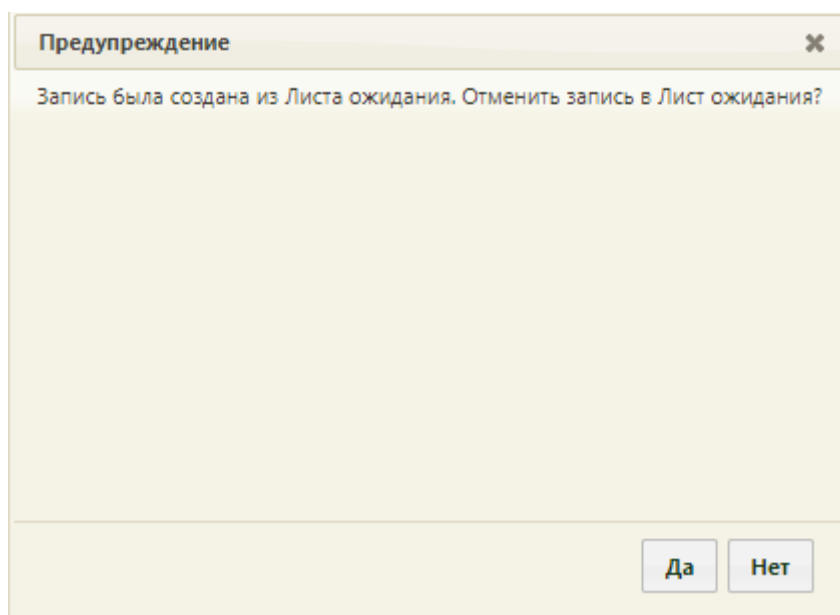 Предупреждение
Запись была создана из Листа ожидания. Отменить запись в Лист ожидания?
Да
Нет